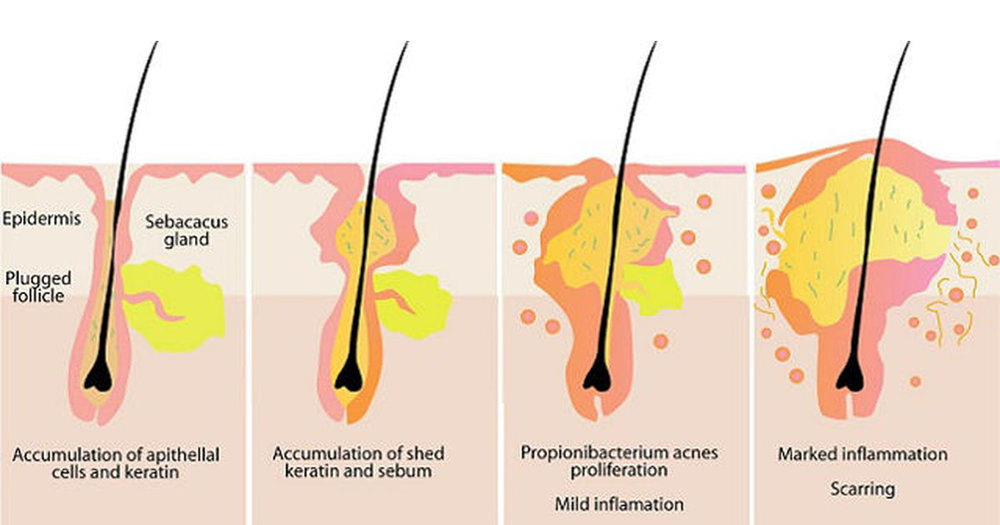 Epidermis
Sebacacus
gland
Plugged
follicle
Accumulation of apithellal
cells and keratin
Accumulation of shed
keratin and sebum
Propionibacterium acnes
proliferation
Mild inflamation
Marked inflammation
Scarring